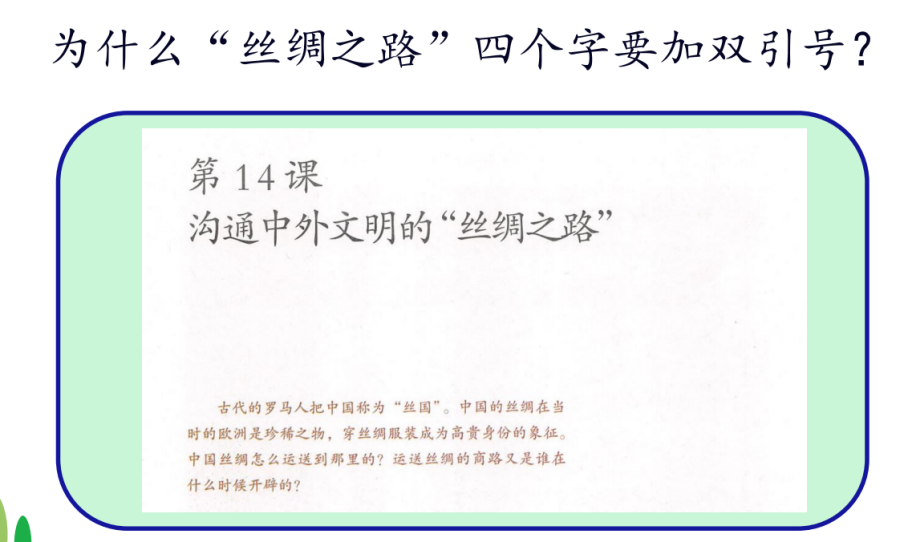 为什么“丝绸之路”四个字要加双引号？
第 14 课
沟通中外文明的“丝绸之路”
古代的罗马人把中国称为“丝国”。中国的丝绸在当
时的欧洲是珍稀之物，穿丝绸服装成为高贵身份的象征。
中国丝绸怎么运送到那里的？运送丝绸的商路又是谁在
什么时候开辟的？